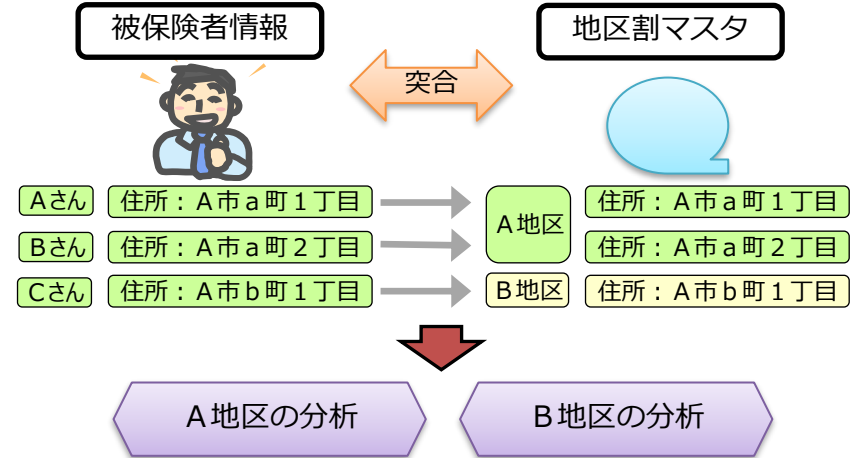 被保険者情報
突合
地区割マスタ
Aさん 住所：A市a町1丁目 A地区 住所：A市a町1丁目
Bさん 住所：A市a町2丁目 住所：A市a町2丁目
Cさん 住所：A市b町1丁目 B地区 住所：A市b町1丁目
A地区の分析 B地区の分析